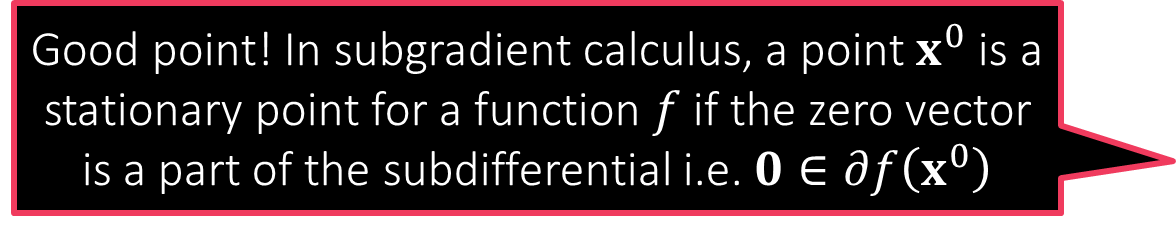 Good point! In subgradient calculus, a point 𝐱⁰ is a
stationary point for a function 𝑓 if the zero vector
is a part of the subdifferential i.e. 𝟎 ∈ 𝜕𝑓(𝐱⁰)